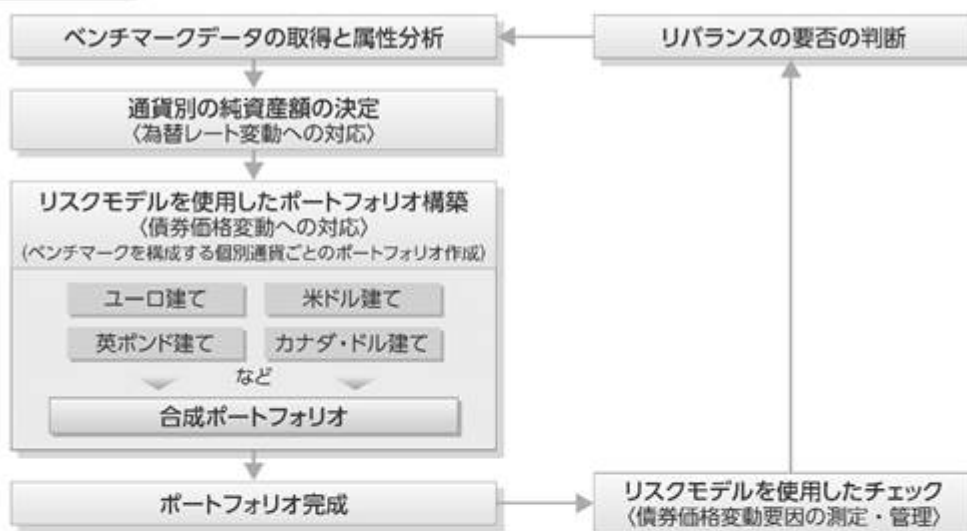 ベンチマークデータの取得と属性分析
リバランスの要否の判断
通貨別の純資産額の決定
〈為替レート変動への対応〉
リスクモデルを使用したポートフォリオ構築
〈債券価格変動への対応〉
(ベンチマークを構成する個別通貨ごとのポートフォリオ作成)
ユーロ建て
米ドル建て
英ポンド建て
カナダ・ドル建て
など
合成ポートフォリオ
ポートフォリオ完成
リスクモデルを使用したチェック
〈債券価格変動要因の測定・管理〉